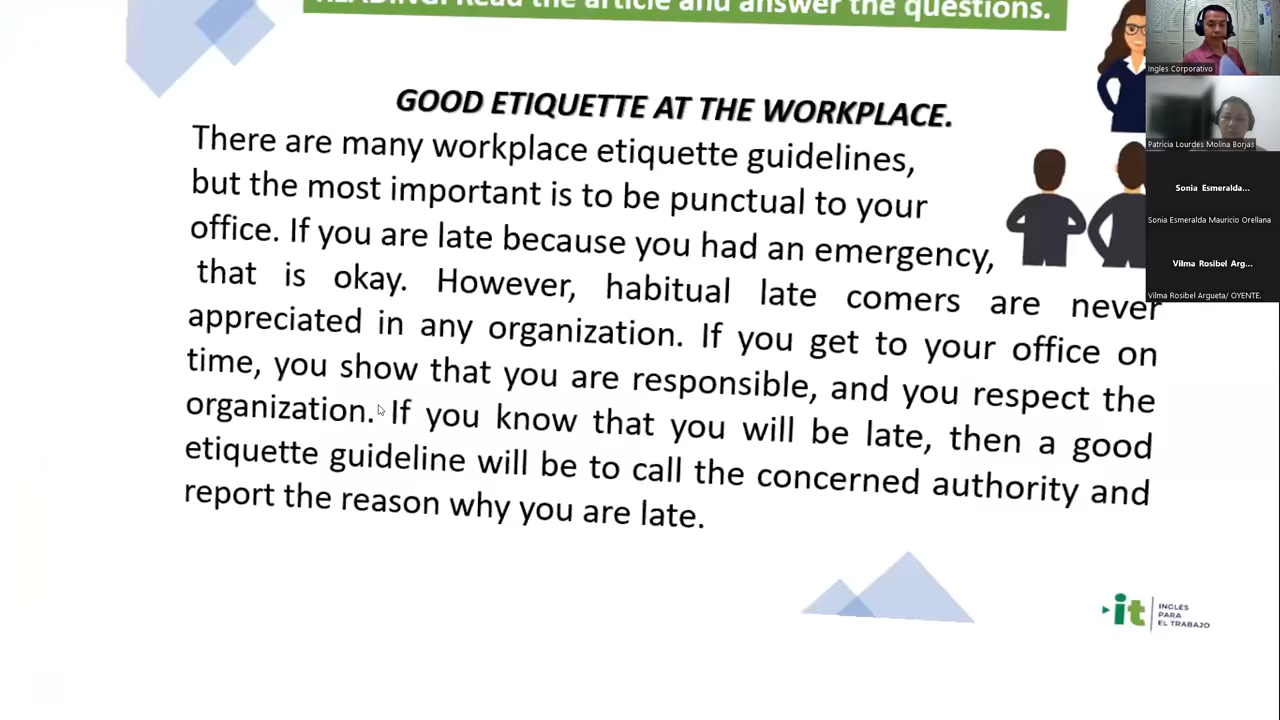 READING: Read the article and answer the questions.
GOOD ETIQUETTE AT THE WORKPLACE.
There are many workplace etiquette guidelines,
but the most important is to be punctual to your
office. If you are late because you had an emergency,
that is okay. However, habitual late comers are never
appreciated in any organization. If you get to your office on
time, you show that you are responsible, and you respect the
organization. If you know that you will be late, then a good
etiquette guideline will be to call the concerned authority and
report the reason why you are late.
it
INGLES
PARA
EL TRABAJO
Ingles Corporativo
Patricia Lourdes Molina Borjas
Sonia Esmeralda...
Sonia Esmeralda Mauricio Orellana
Vilma Rosibel Arg...
Vilma Rosibel Argueta/ OYENTE.